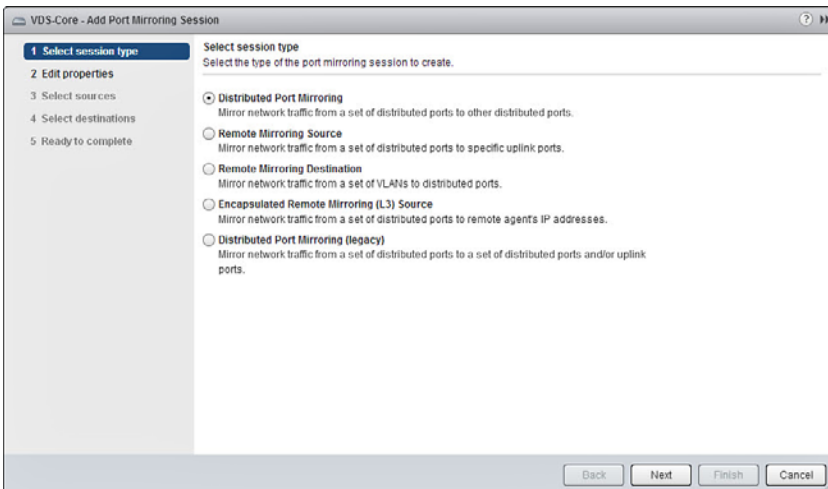 VDS-Core - Add Port Mirroring Session
1 Select session type
2 Edit properties
3 Select sources
4 Select destinations
5 Ready to complete
Select session type
Select the type of the port mirroring session to create.
Distributed Port Mirroring
Mirror network traffic from a set of distributed ports to other distributed ports.
Remote Mirroring Source
Mirror network traffic from a set of distributed ports to specific uplink ports.
Remote Mirroring Destination
Mirror network traffic from a set of VLANs to distributed ports.
Encapsulated Remote Mirroring (L3) Source
Mirror network traffic from a set of distributed ports to remote agent's IP addresses.
Distributed Port Mirroring (legacy)
Mirror network traffic from a set of distributed ports to a set of distributed ports and/or uplink
ports.
Back Next Finish Cancel